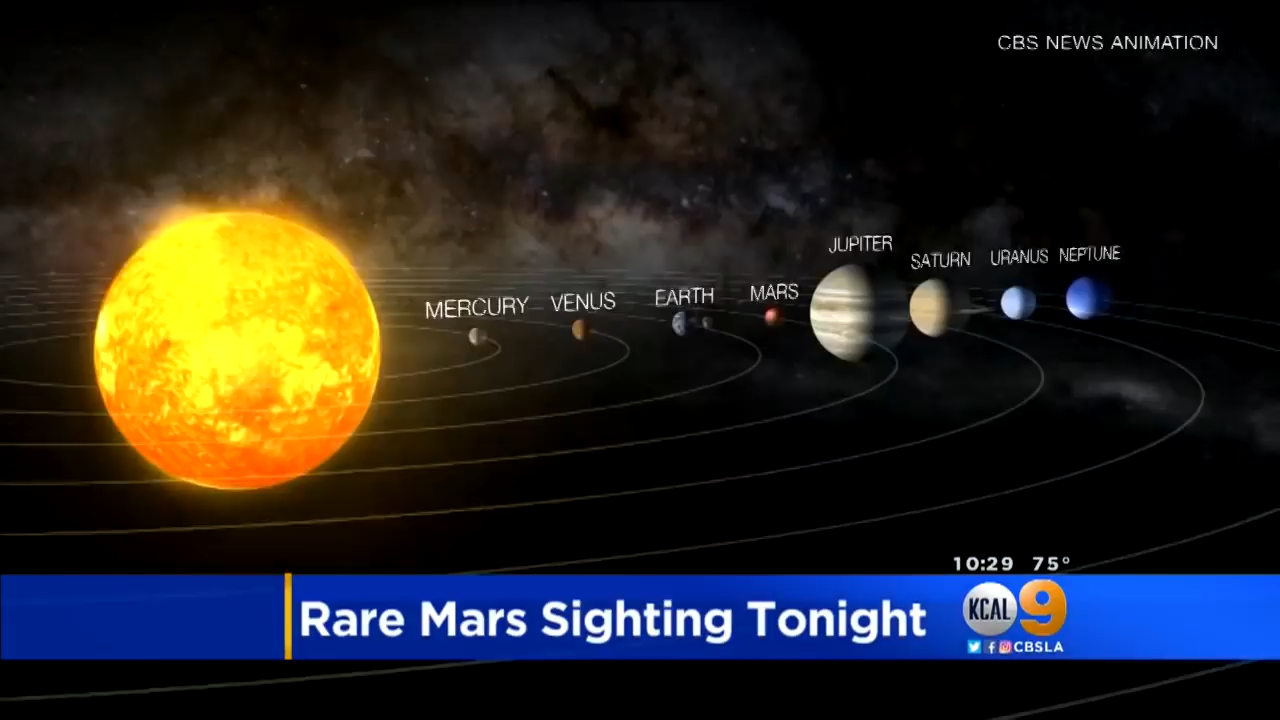 CBS NEWS ANIMATION
MERCURY
VENUS
EARTH
MARS
JUPITER
SATURN
URANUS
NEPTUNE
10:29 75°
Rare Mars Sighting Tonight
KCAL 9
CBSLA